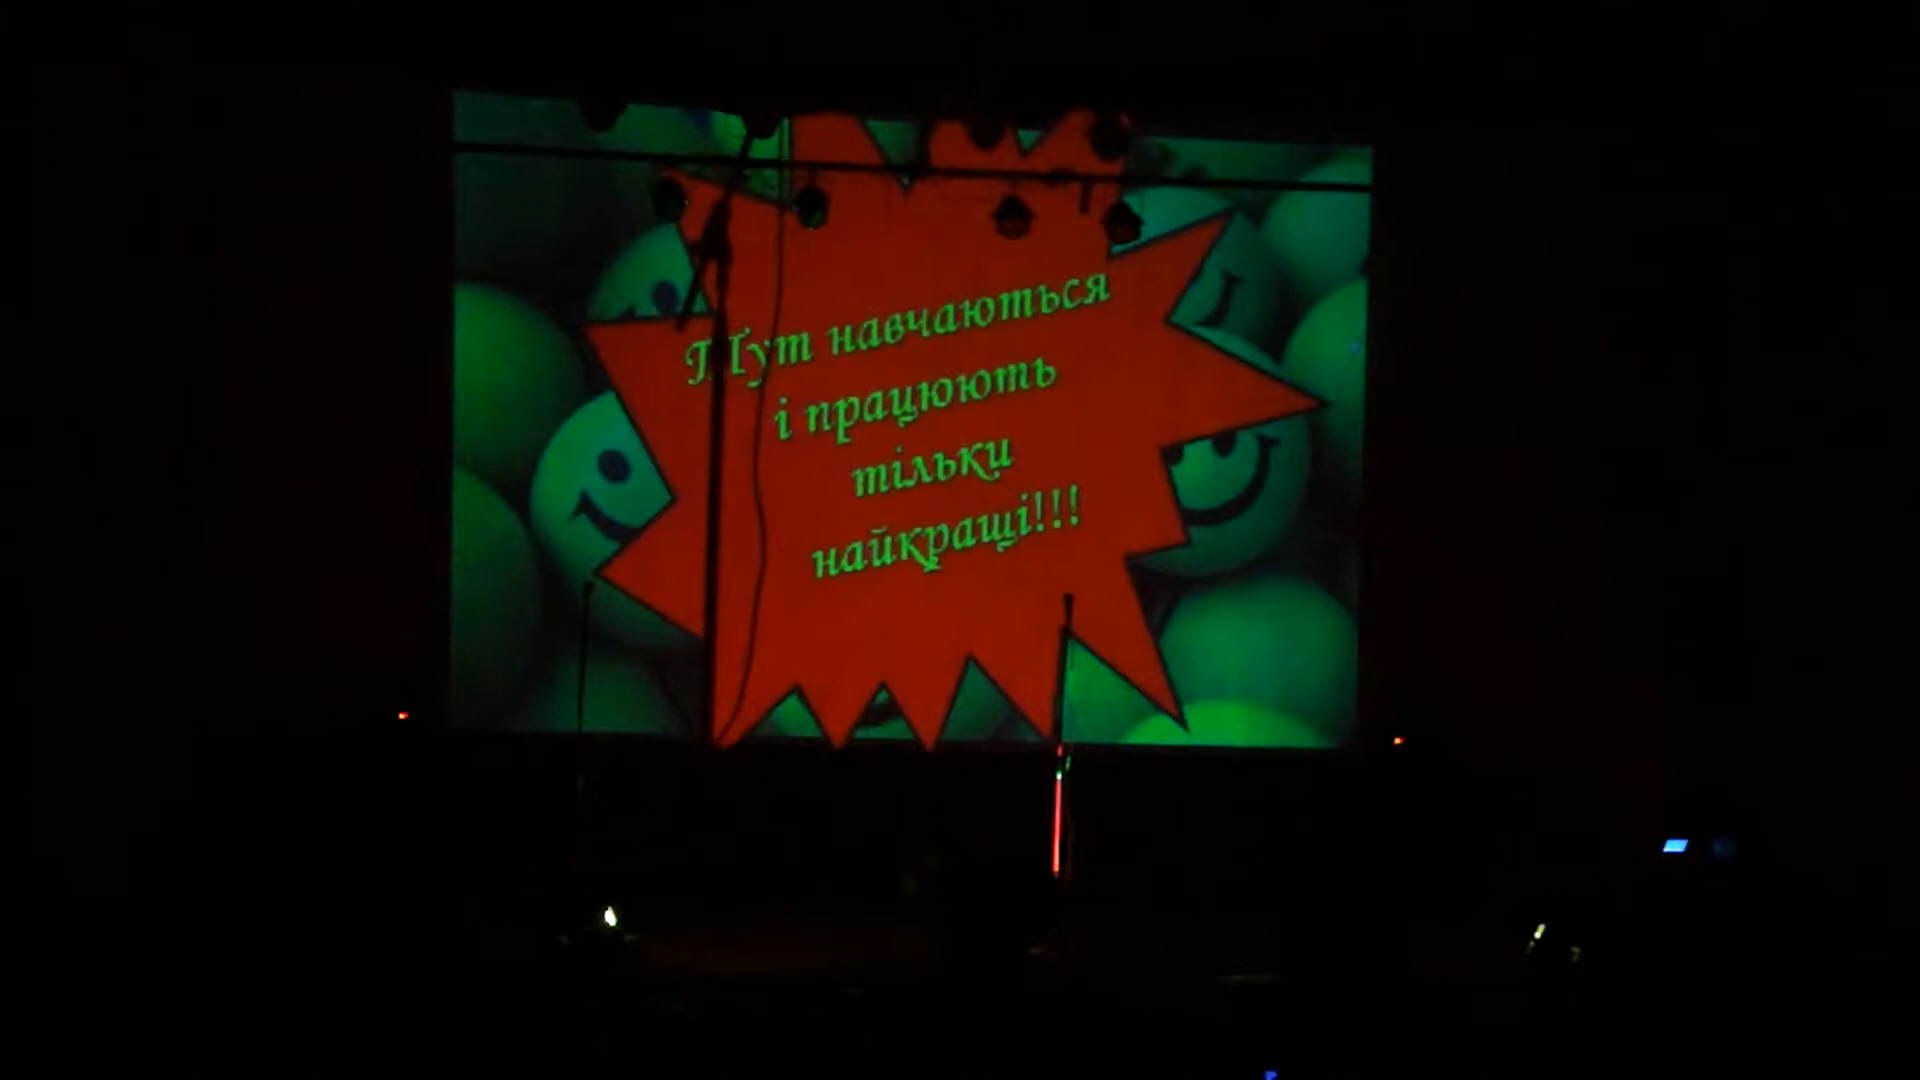 Тут навчаються
і працюють
тільки
найкращі!!!